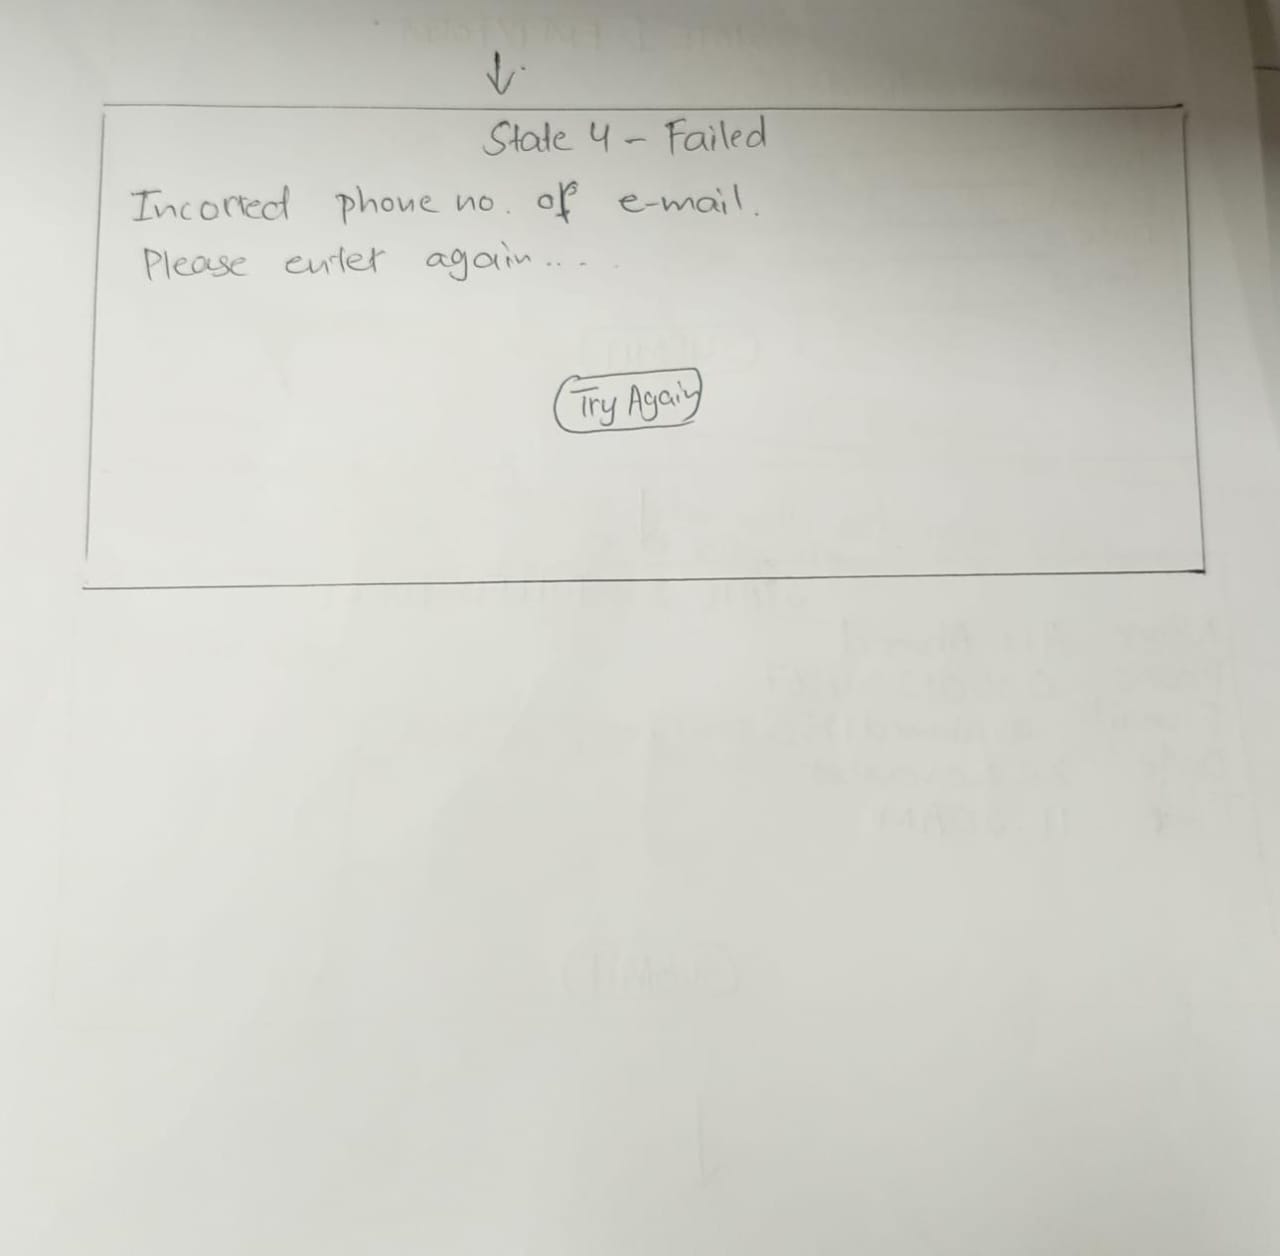 State 4 - Failed
Incorrect phone no. or e-mail.
Please enter again....
Try Again